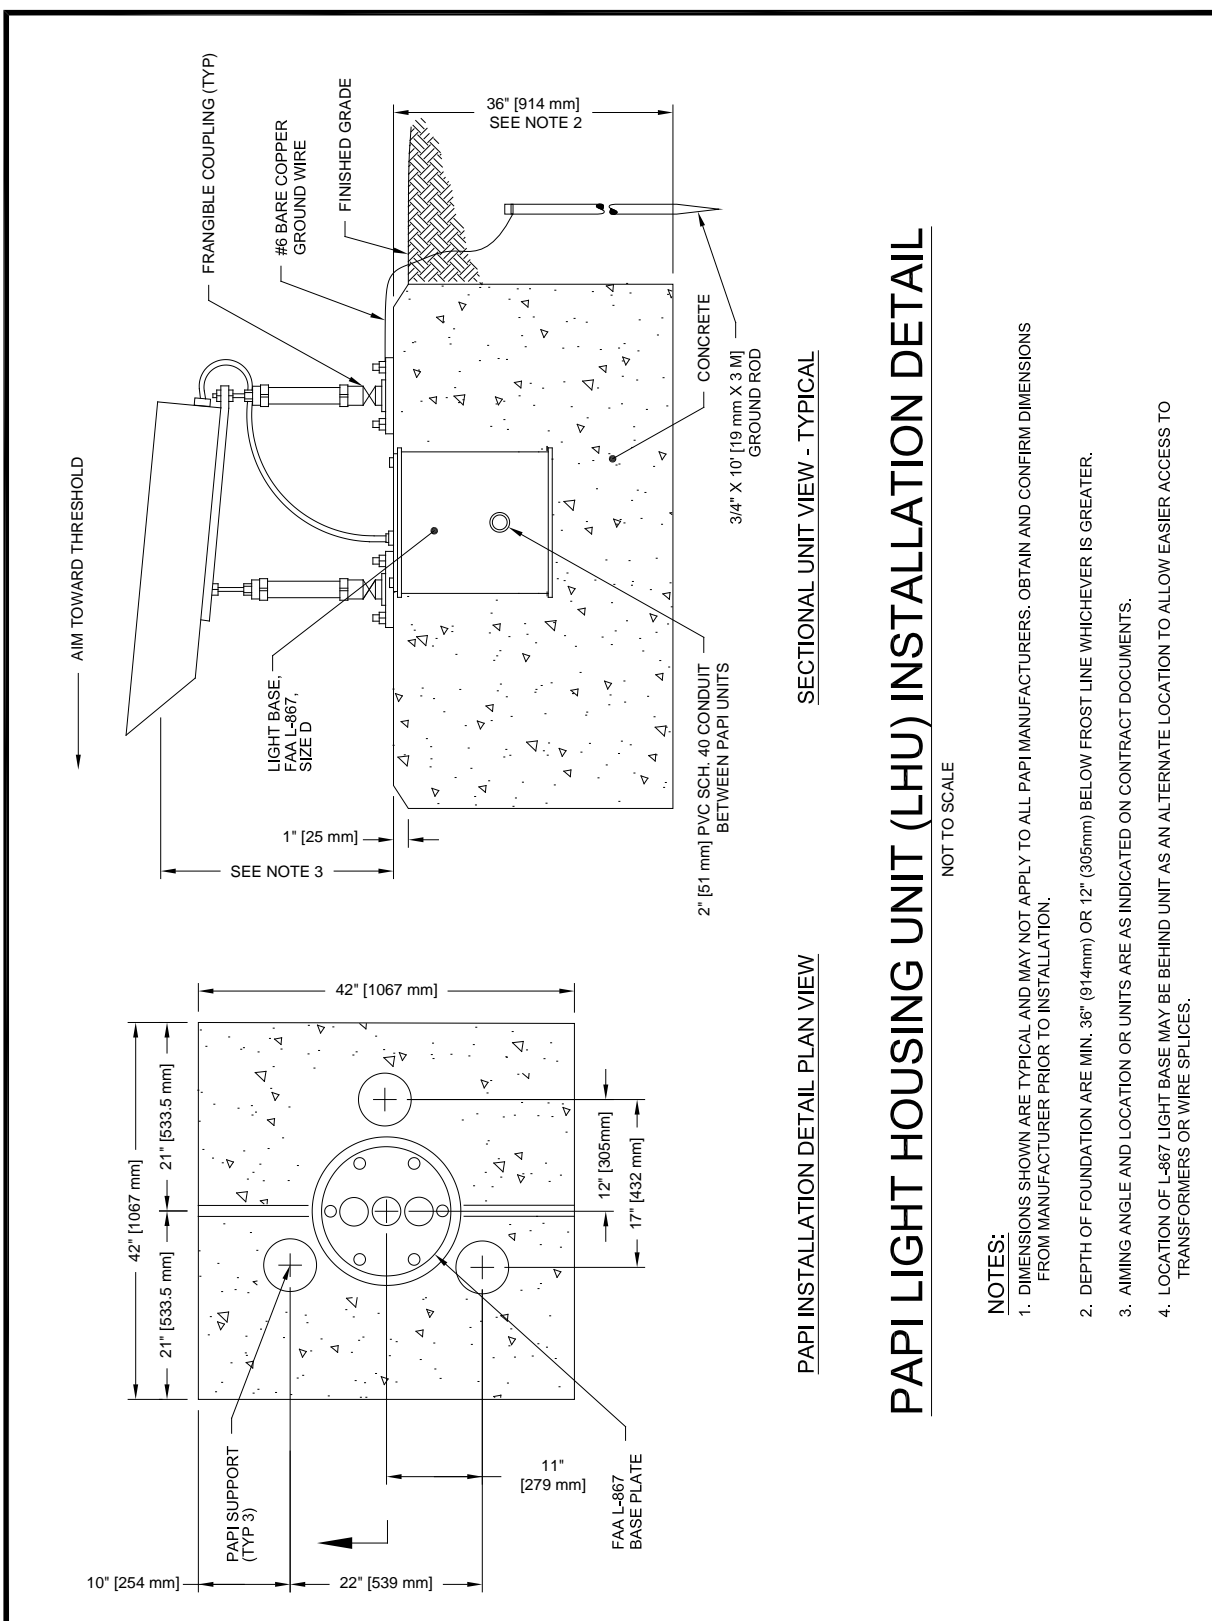 AIM TOWARD THRESHOLD
FRANGIBLE COUPLING (TYP)
#6 BARE COPPER
GROUND WIRE
FINISHED GRADE
36" [914 mm]
SEE NOTE 2
LIGHT BASE,
FAA L-867,
SIZE D
1" [25 mm]
SEE NOTE 3
2" [51 mm] PVC SCH. 40 CONDUIT
BETWEEN PAPI UNITS
CONCRETE
3/4" X 10' [19 mm X 3 M]
GROUND ROD
SECTIONAL UNIT VIEW - TYPICAL
42" [1067 mm]
42" [1067 mm]
21" [533.5 mm]
21" [533.5 mm]
12" [305mm]
17" [432 mm]
PAPI SUPPORT
(TYP 3)
11"
[279 mm]
FAA L-867
BASE PLATE
10" [254 mm]
22" [539 mm]
PAPI INSTALLATION DETAIL PLAN VIEW
PAPI LIGHT HOUSING UNIT (LHU) INSTALLATION DETAIL
NOT TO SCALE
NOTES:
1. DIMENSIONS SHOWN ARE TYPICAL AND MAY NOT APPLY TO ALL PAPI MANUFACTURERS. OBTAIN AND CONFIRM DIMENSIONS
FROM MANUFACTURER PRIOR TO INSTALLATION.
2. DEPTH OF FOUNDATION ARE MIN. 36" (914mm) OR 12" (305mm) BELOW FROST LINE WHICHEVER IS GREATER.
3. AIMING ANGLE AND LOCATION OR UNITS ARE AS INDICATED ON CONTRACT DOCUMENTS.
4. LOCATION OF L-867 LIGHT BASE MAY BE BEHIND UNIT AS AN ALTERNATE LOCATION TO ALLOW EASIER ACCESS TO
TRANSFORMERS OR WIRE SPLICES.